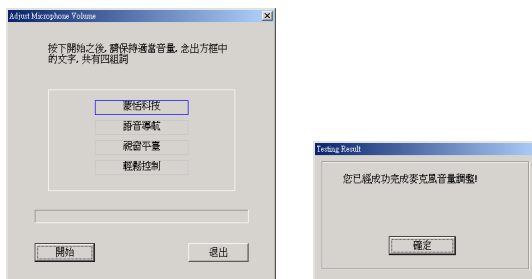 Adjust Microphone Volume
按下開始之後, 請保持適當音量, 念出方框中
的文字, 共有四組詞
蒙恬科技
語音導航
視窗平臺
輕鬆控制
開始
退出
Testing Result
您已經成功完成麥克風音量調整!
確定